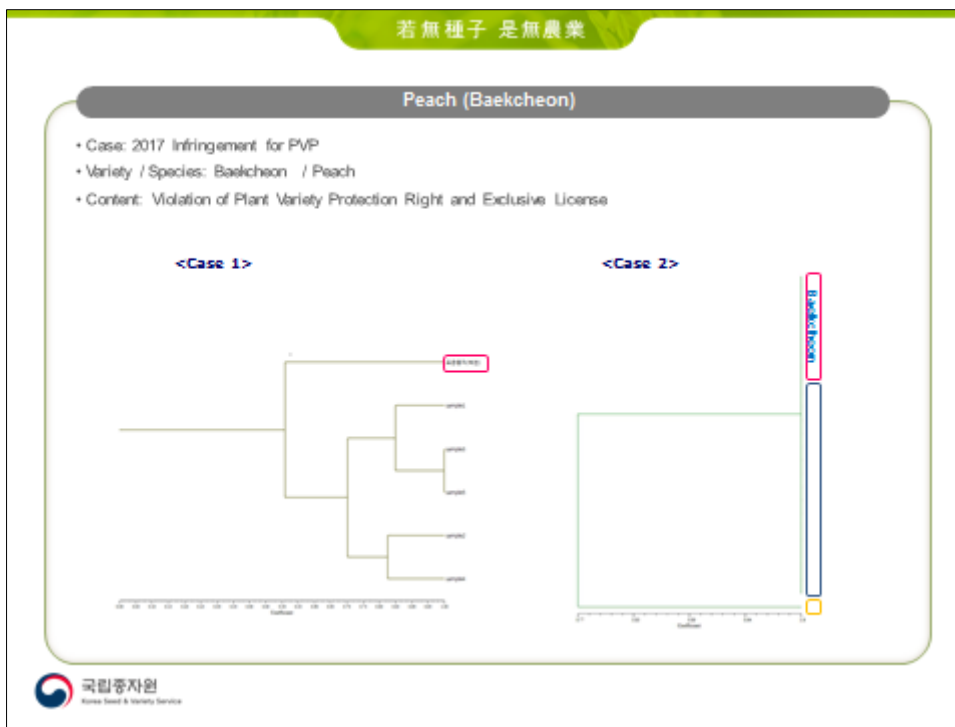 若無種子 是無農業
Peach (Baekcheon)
• Case: 2017 Infringement for PVP
• Variety / Species: Baekcheon / Peach
• Content: Violation of Plant Variety Protection Right and Exclusive License
<Case 1>
<Case 2>
Baekcheon
Coefficient
Coefficient
국립종자원
Korea Seed & Variety Service